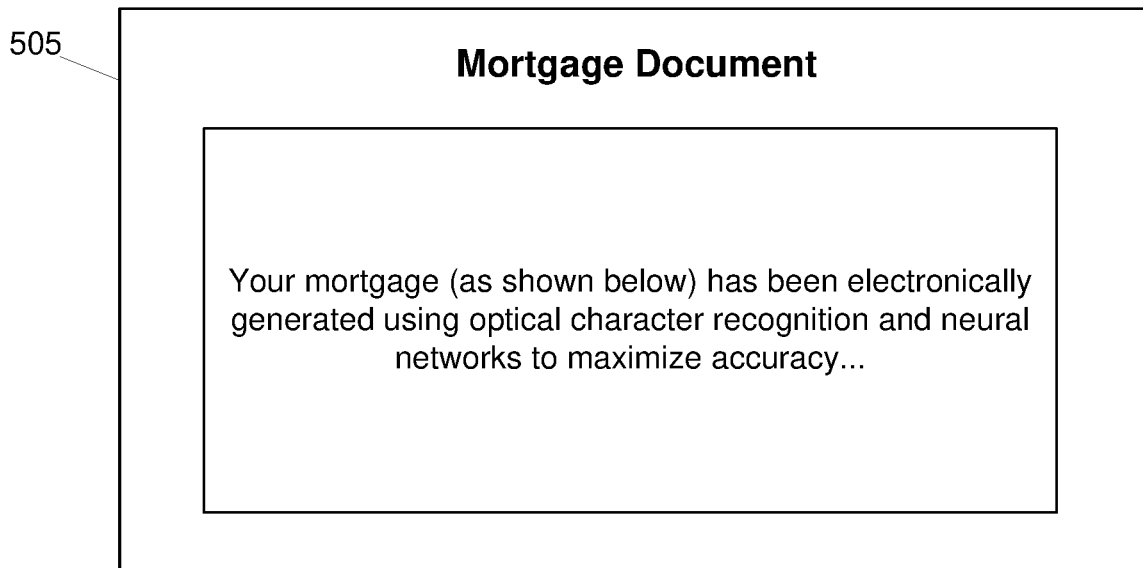 505
Mortgage Document
Your mortgage (as shown below) has been electronically
generated using optical character recognition and neural
networks to maximize accuracy...